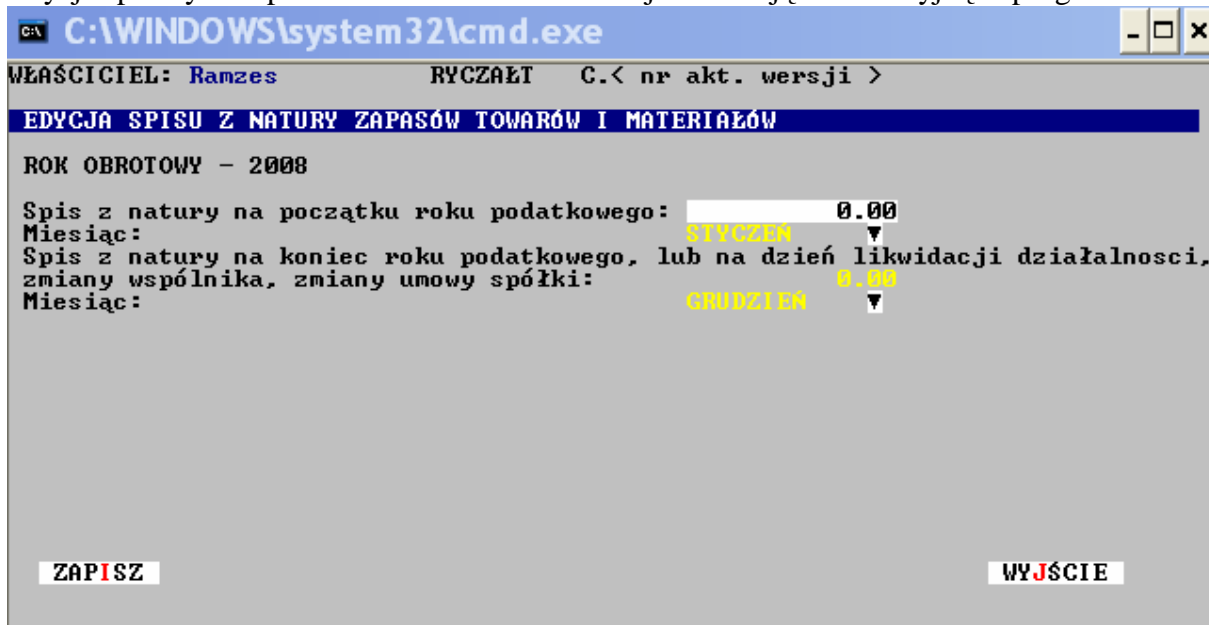 C:\WINDOWS\system32\cmd.exe
WŁAŚCICIEL: Ramzes RYCZAŁT C.< nr akt. wersji >
EDYCJA SPISU Z NATURY ZAPASÓW TOWARÓW I MATERIAŁÓW
ROK OBROTOWY - 2008
Spis z natury na początku roku podatkowego: 0.00
Miesiąc: STYCZEŃ
Spis z natury na koniec roku podatkowego, lub na dzień likwidacji działalnosci,
zmiany wspólnika, zmiany umowy spółki: 0.00
Miesiąc: GRUDZIEŃ
ZAPISZ WYJŚCIE